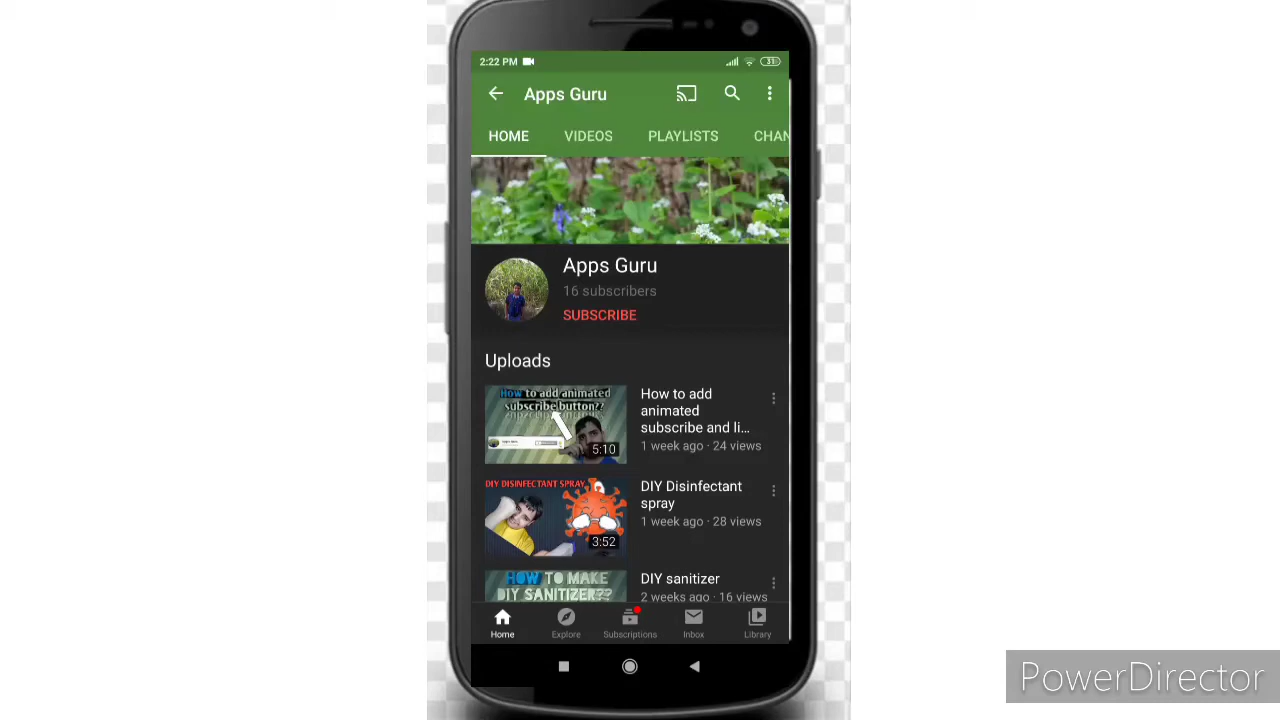 2:22 PM 31
Apps Guru
HOME VIDEOS PLAYLISTS CHAN
Apps Guru
16 subscribers
SUBSCRIBE
Uploads
How to add animated
subscribe button??
5:10
How to add
animated
subscribe and li...
1 week ago · 24 views
DIY DISINFECTANT SPRAY
3:52
DIY Disinfectant
spray
1 week ago · 28 views
HOW TO MAKE
DIY SANITIZER??
DIY sanitizer
2 weeks ago · 16 views
Home Explore Subscriptions Inbox Library
PowerDirector